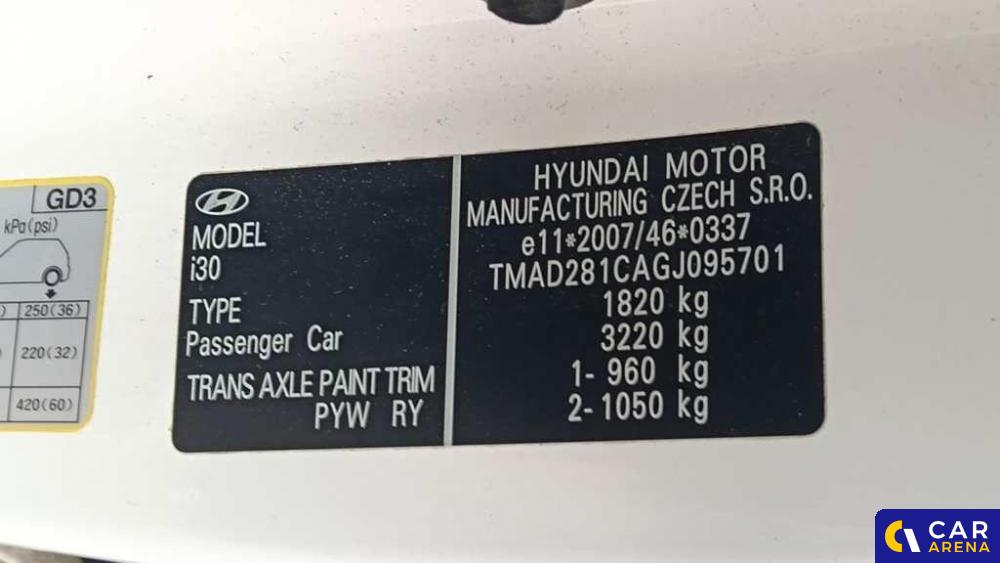 GD3
kPa(psi)
250(36)
220(32)
420(60)
MODEL
i30
TYPE
Passenger Car
TRANS AXLE PAINT TRIM
PYW RY
HYUNDAI MOTOR
MANUFACTURING CZECH S.R.O.
e11*2007/46*0337
TMAD281CAGJ095701
1820 kg
3220 kg
1- 960 kg
2- 1050 kg
CAR
ARENA